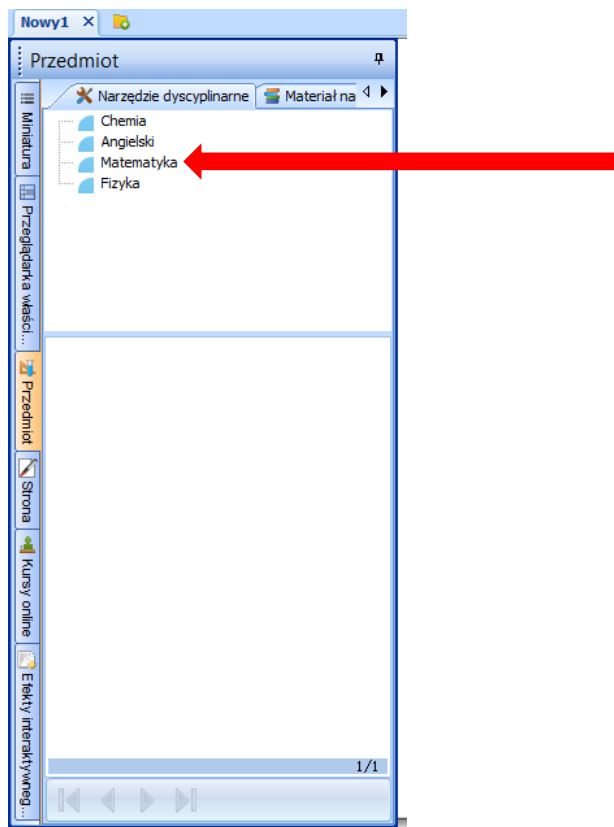 Nowy1
Przedmiot
Narzędzie dyscyplinarne
Materiał na
Chemia
Angielski
Matematyka
Fizyka
Miniatura
Przeglądarka właści...
Przedmiot
Strona
Kursy online
Efekty interaktywneg...
1/1